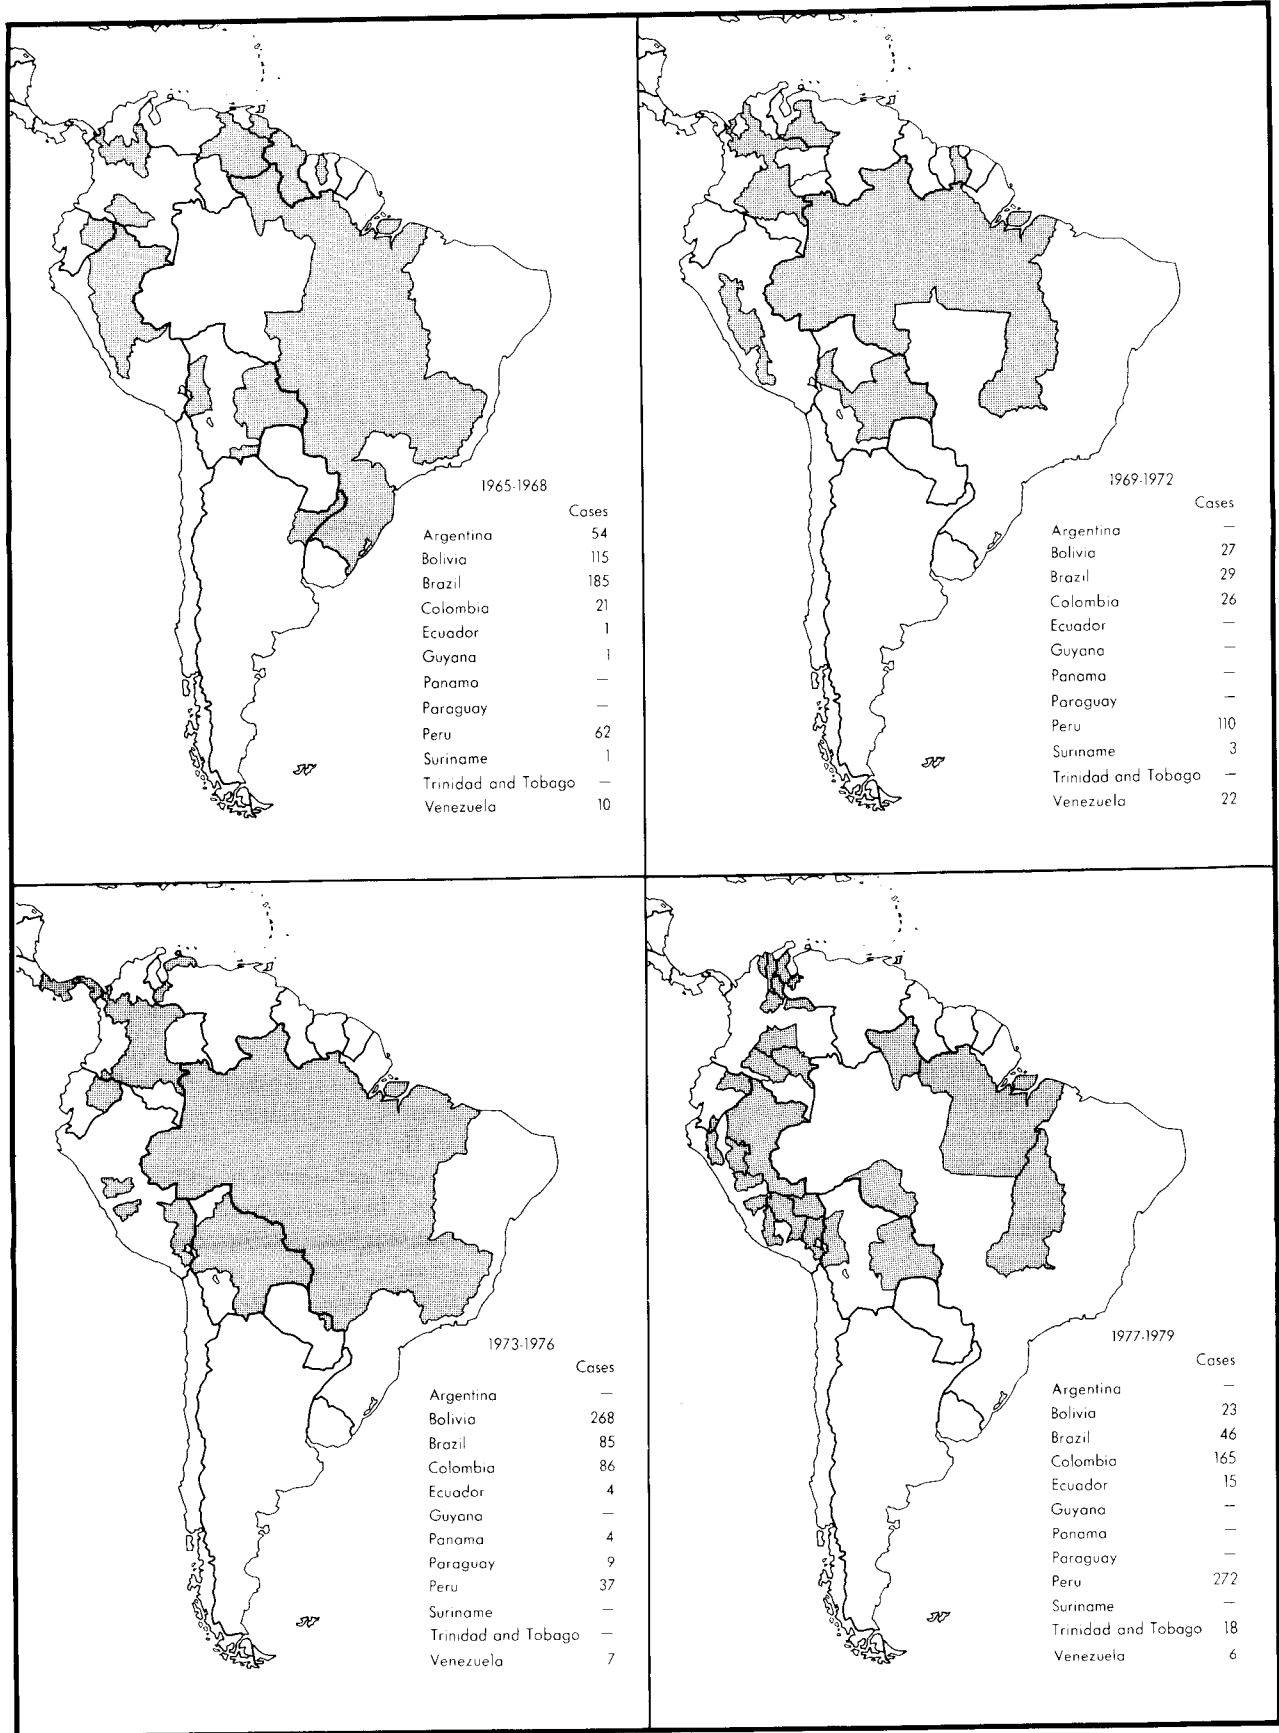 1965-1968
Cases
Argentina 54
Bolivia 115
Brazil 185
Colombia 21
Ecuador 1
Guyana 1
Panama —
Paraguay —
Peru 62
Suriname 1
Trinidad and Tobago —
Venezuela 10
1969-1972
Cases
Argentina —
Bolivia 27
Brazil 29
Colombia 26
Ecuador —
Guyana —
Panama —
Paraguay —
Peru 110
Suriname 3
Trinidad and Tobago —
Venezuela 22
1973-1976
Cases
Argentina —
Bolivia 268
Brazil 85
Colombia 86
Ecuador 4
Guyana —
Panama 4
Paraguay 9
Peru 37
Suriname —
Trinidad and Tobago —
Venezuela 7
1977-1979
Cases
Argentina —
Bolivia 23
Brazil 46
Colombia 165
Ecuador 15
Guyana —
Panama —
Paraguay —
Peru 272
Suriname —
Trinidad and Tobago 18
Venezuela 6